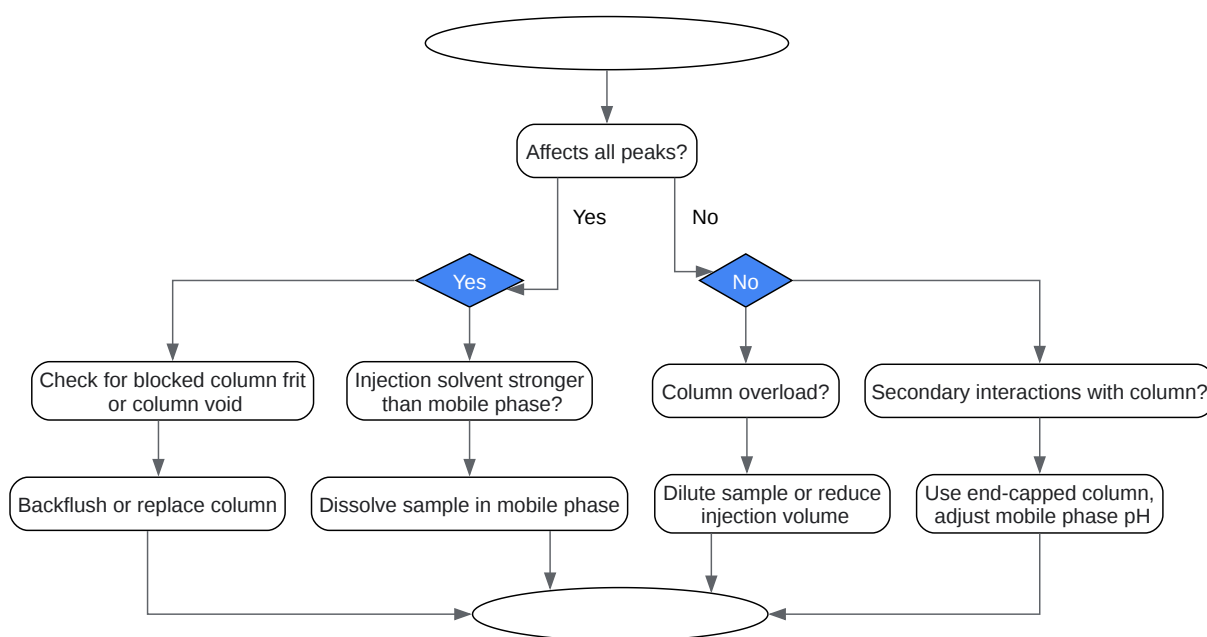 Affects all peaks?
Yes
No
Yes
No
Check for blocked column frit
or column void
Injection solvent stronger
than mobile phase?
Column overload?
Secondary interactions with column?
Backflush or replace column
Dissolve sample in mobile phase
Dilute sample or reduce
injection volume
Use end-capped column,
adjust mobile phase pH